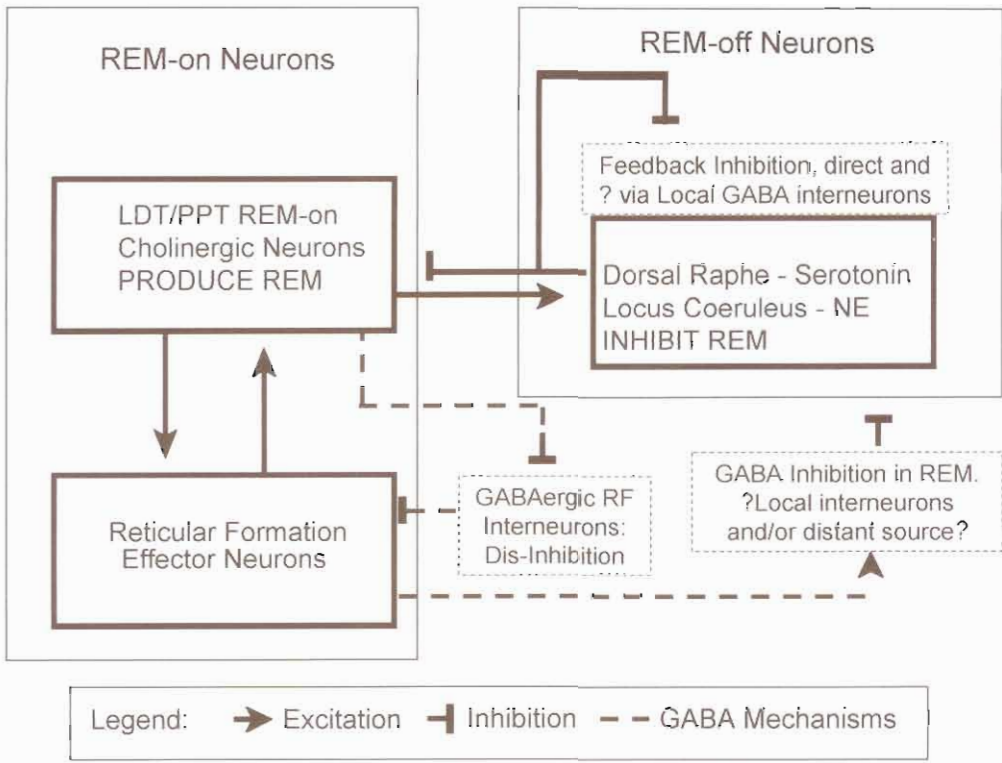 REM-on Neurons
REM-off Neurons
Feedback Inhibition, direct and
? via Local GABA interneurons
LDT/PPT REM-on
Cholinergic Neurons
PRODUCE REM
Dorsal Raphe - Serotonin
Locus Coeruleus - NE
INHIBIT REM
GABAergic RF
Interneurons:
Dis-Inhibition
GABA Inhibition in REM.
?Local interneurons
and/or distant source?
Reticular Formation
Effector Neurons
Legend: Excitation Inhibition GABA Mechanisms